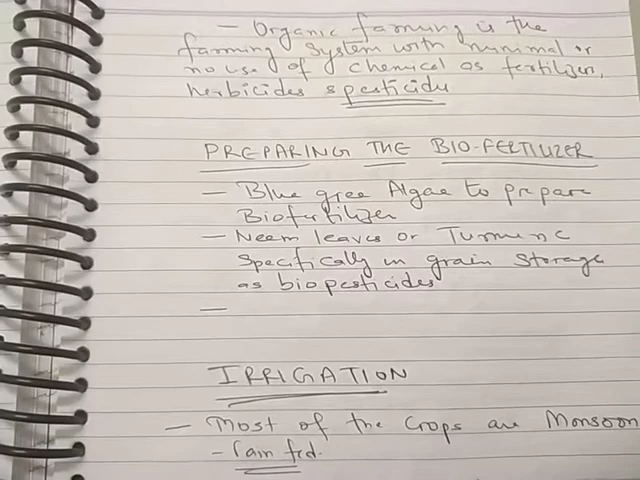 - Organic farming is the
farming system with minimal or
no use of chemical as fertilizer,
herbicides & pesticide
PREPARING THE BIO-FERTILIZER
- Blue gree Algae to prepare
Biofertilizer
- Neem leaves or Turmeric
Specifically in grain storage
as biopesticides
-
IRRIGATION
- Most of the Crops are Monsoon
- rain fed.